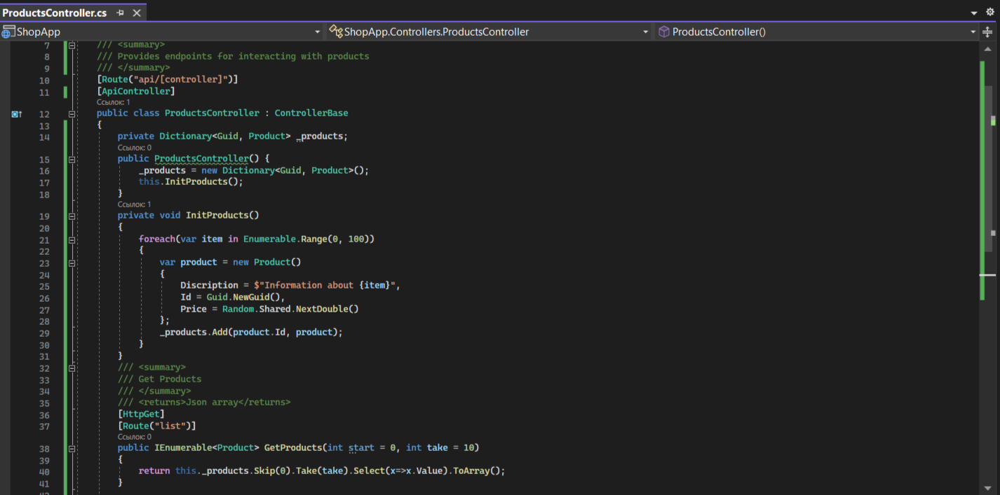 ProductsController.cs
ShopApp ShopApp.Controllers.ProductsController ProductsController()
7 /// <summary>
8 /// Provides endpoints for interacting with products
9 /// </summary>
10 [Route("api/[controller]")]
11 [ApiController]
Ссылок: 1
12 public class ProductsController : ControllerBase
13 {
14 private Dictionary<Guid, Product> _products;
Ссылок: 0
15 public ProductsController() {
16 _products = new Dictionary<Guid, Product>();
17 this.InitProducts();
18 }
Ссылок: 1
19 private void InitProducts()
20 {
21 foreach(var item in Enumerable.Range(0, 100))
22 {
23 var product = new Product()
24 {
25 Discription = $"Information about {item}",
26 Id = Guid.NewGuid(),
27 Price = Random.Shared.NextDouble()
28 };
29 _products.Add(product.Id, product);
30 }
31 }
32 /// <summary>
33 /// Get Products
34 /// </summary>
35 /// <returns>Json array</returns>
36 [HttpGet]
37 [Route("list")]
Ссылок: 0
38 public IEnumerable<Product> GetProducts(int start = 0, int take = 10)
39 {
40 return this._products.Skip(0).Take(take).Select(x=>x.Value).ToArray();
41 }